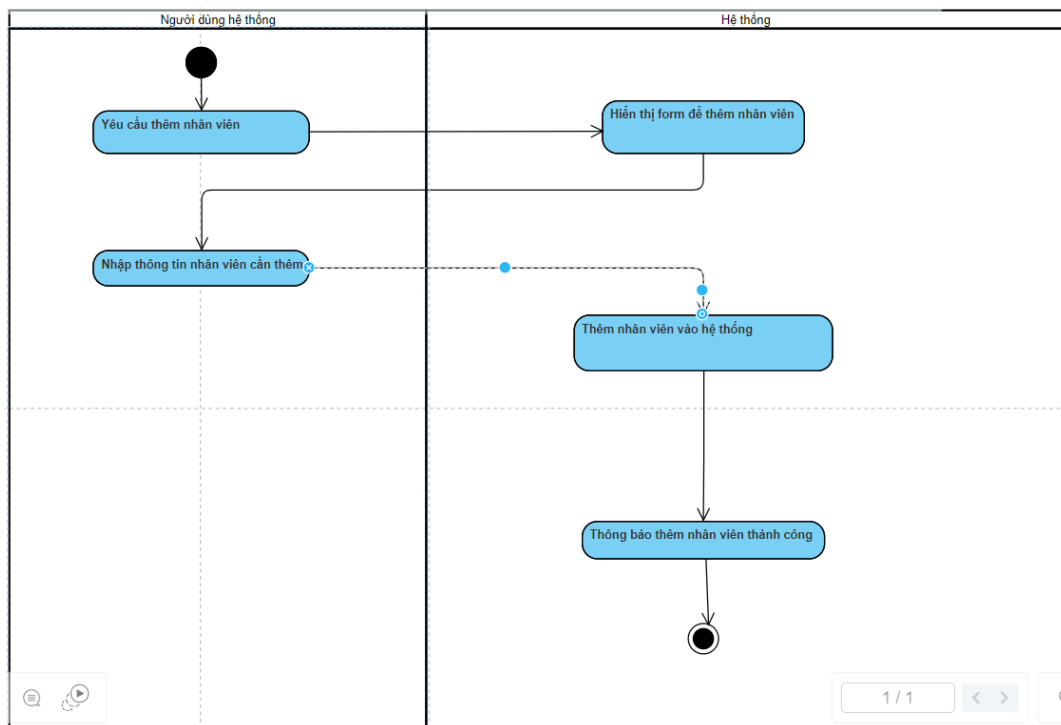 Người dùng hệ thống
Hệ thống
Yêu cầu thêm nhân viên
Hiển thị form để thêm nhân viên
Nhập thông tin nhân viên cần thêm
Thêm nhân viên vào hệ thống
Thông báo thêm nhân viên thành công
1 / 1